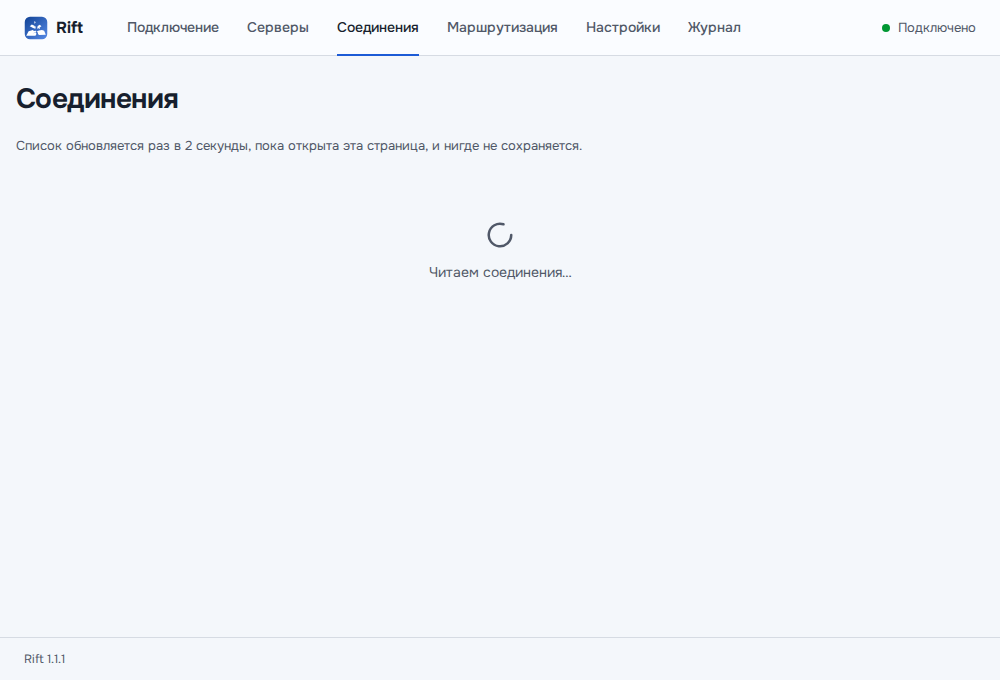 Rift
Подключение
Серверы
Соединения
Маршрутизация
Настройки
Журнал
Подключено
Соединения
Список обновляется раз в 2 секунды, пока открыта эта страница, и нигде не сохраняется.
Читаем соединения...
Rift 1.1.1